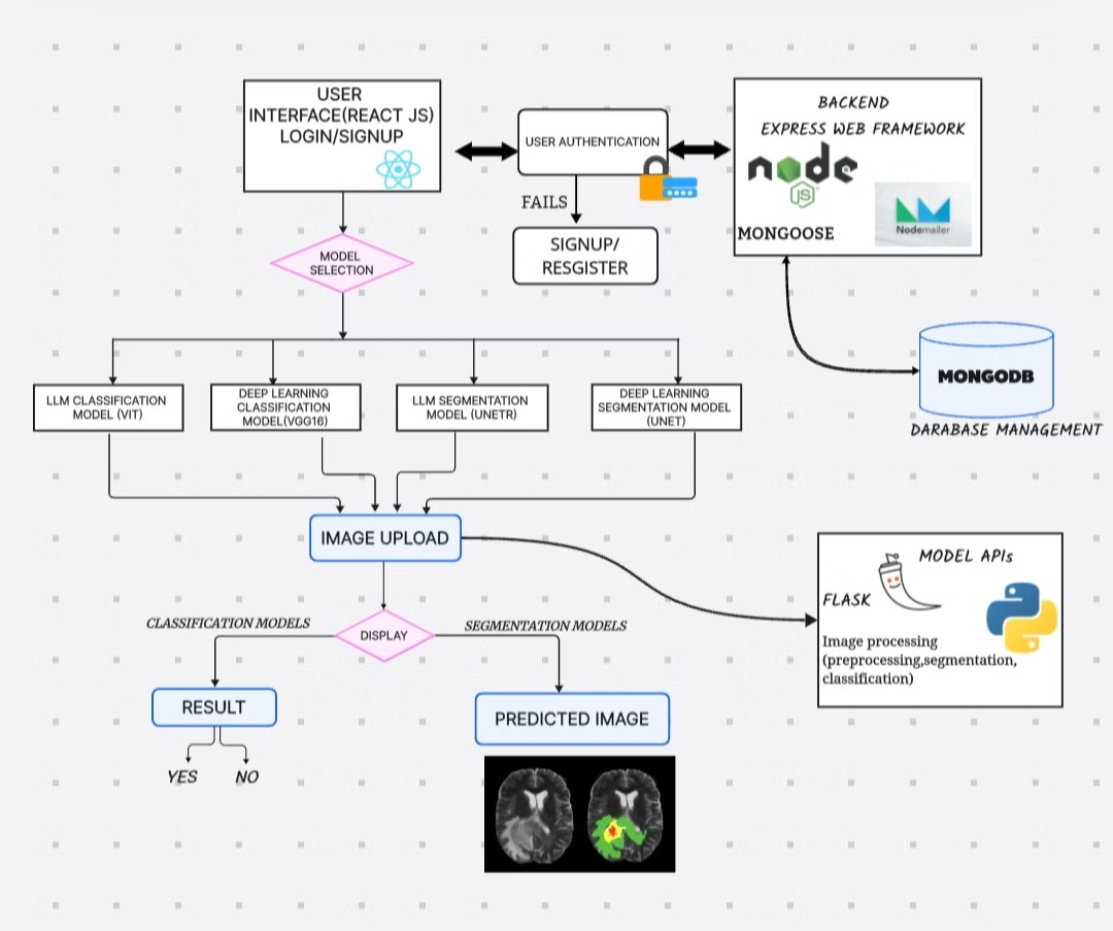 USER
INTERFACE(REACT JS)
LOGIN/SIGNUP
USER AUTHENTICATION
FAILS
SIGNUP/
RESGISTER
BACKEND
EXPRESS WEB FRAMEWORK
node
JS
MONGOOSE
Nodemailer
MODEL
SELECTION
MONGODB
DARABASE MANAGEMENT
LLM CLASSIFICATION
MODEL (VIT)
DEEP LEARNING
CLASSIFICATION
MODEL(VGG16)
LLM SEGMENTATION
MODEL (UNETR)
DEEP LEARNING
SEGMENTATION MODEL
(UNET)
IMAGE UPLOAD
MODEL APIs
FLASK
Image processing
(preprocessing,segmentation,
classification)
CLASSIFICATION MODELS
DISPLAY
SEGMENTATION MODELS
RESULT
PREDICTED IMAGE
YES
NO